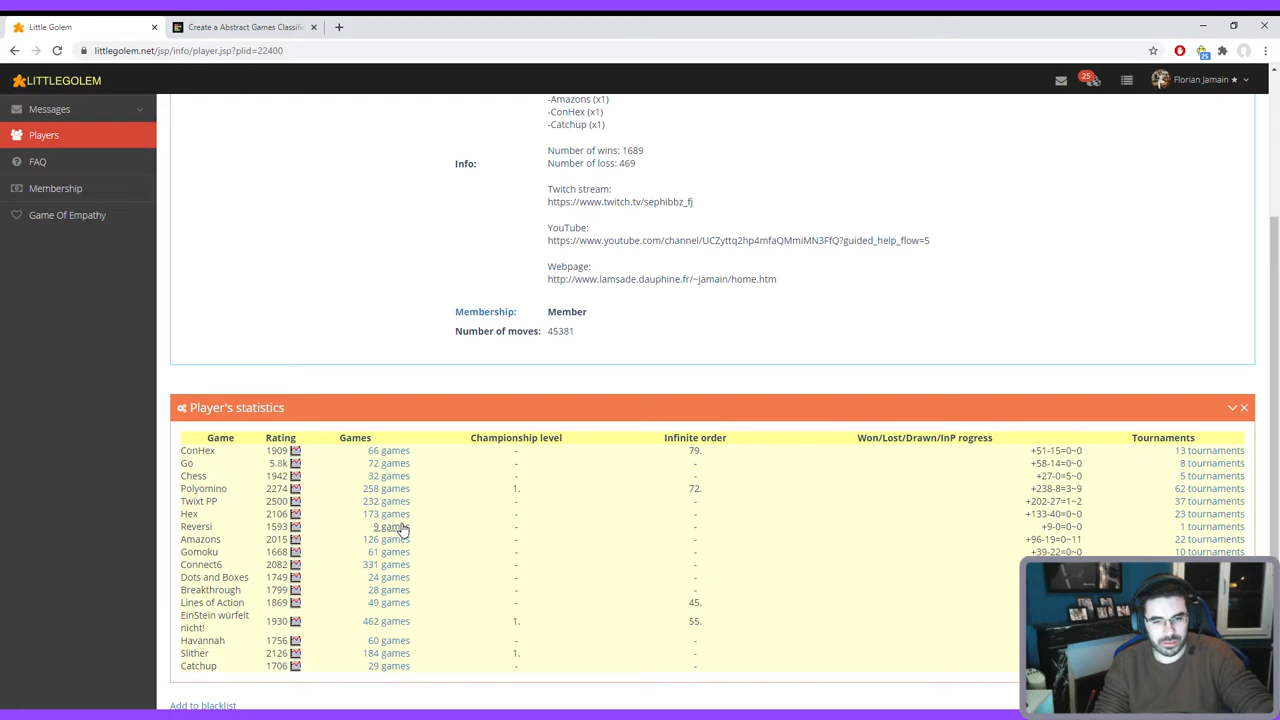 Little Golem
Create a Abstract Games Classifi
littlegolem.net/jsp/info/player.jsp?plid=22400
25
LITTLEGOLEM
25
Florian Jamain ★
Messages
Players
FAQ
Membership
Game Of Empathy
-Amazons (x1)
-ConHex (x1)
-Catchup (x1)
Number of wins: 1689
Info:
Number of loss: 469
Twitch stream:
https://www.twitch.tv/sephibbz_fj
YouTube:
https://www.youtube.com/channel/UCZyttq2hp4mfaQMmiMN3FfQ?guided_help_flow=5
Webpage:
http://www.lamsade.dauphine.fr/~jamain/home.htm
Membership: Member
Number of moves: 45381
Player's statistics
Game Rating Games Championship level Infinite order Won/Lost/Drawn/InP rogress Tournaments
ConHex 1909 66 games - 79. +51-15=0~0 13 tournaments
Go 5.8k 72 games - - +58-14=0~0 8 tournaments
Chess 1942 32 games - - +27-0=5~0 5 tournaments
Polyomino 2274 258 games 1. 72. +238-8=3~9 62 tournaments
Twixt PP 2500 232 games - - +202-27=1~2 37 tournaments
Hex 2106 173 games - - +133-40=0~0 23 tournaments
Reversi 1593 9 games - - +9-0=0~0 1 tournaments
Amazons 2015 126 games - - +96-19=0~11 22 tournaments
Gomoku 1668 61 games - - +39-22=0~0 10 tournaments
Connect6 2082 331 games - -
Dots and Boxes 1749 24 games - -
Breakthrough 1799 28 games - -
Lines of Action 1869 49 games - 45.
EinStein würfelt nicht! 1930 462 games 1. 55.
Havannah 1756 60 games - -
Slither 2126 184 games 1. -
Catchup 1706 29 games - -
Add to blacklist